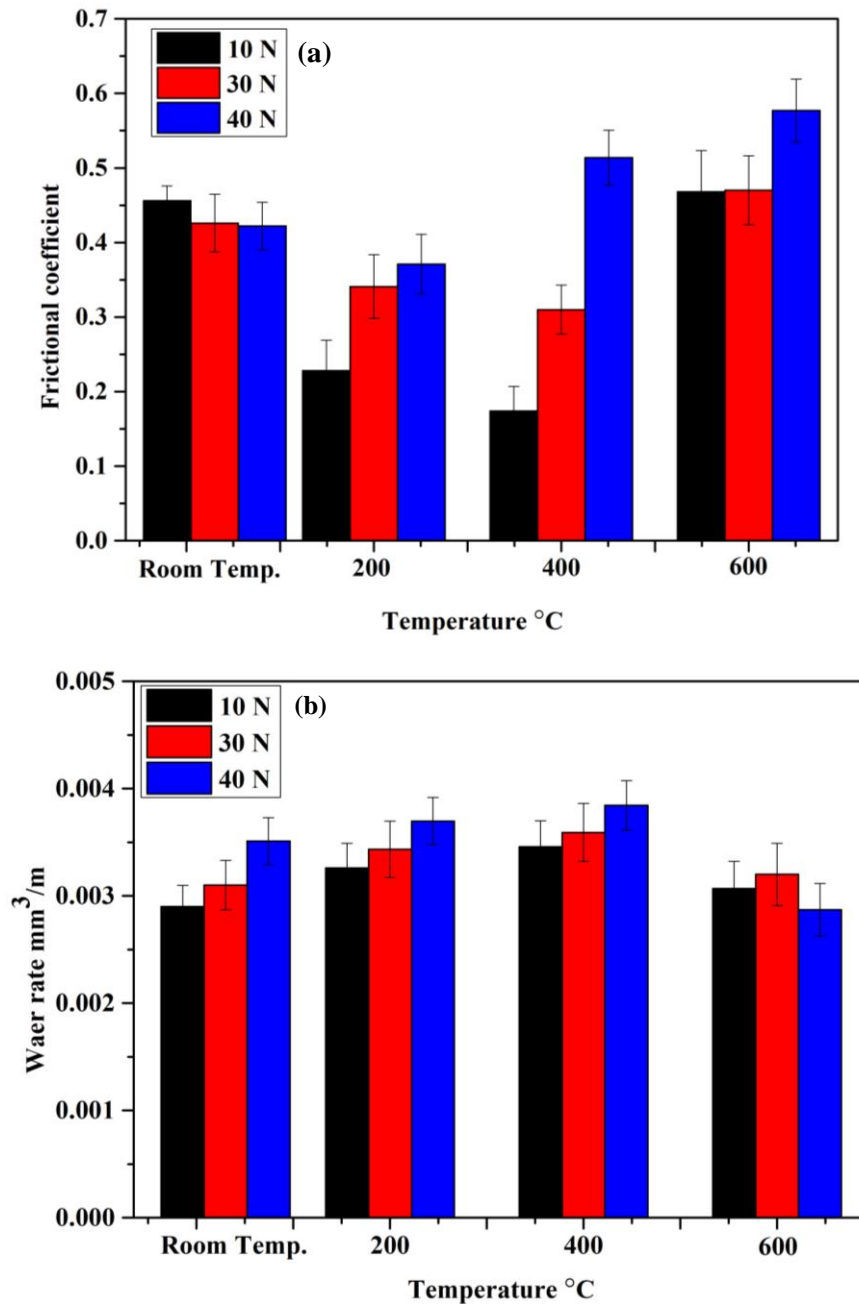 0.7
10 N
(a)
30 N
40 N
0.6
0.5
0.4
0.3
0.2
0.1
0.0
Frictional coefficient
Room Temp.
200
400
600
Temperature °C
0.005
10 N
(b)
30 N
40 N
0.004
0.003
0.002
0.001
0.000
Waer rate mm³/m
Room Temp.
200
400
600
Temperature °C